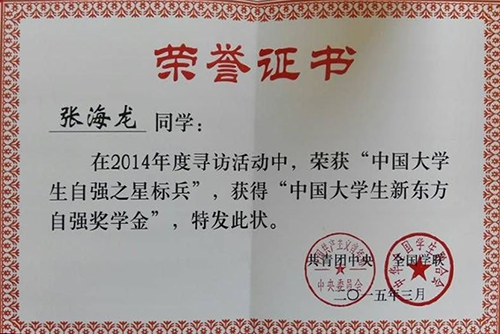 荣誉证书
张海龙 同学：
在2014年度寻访活动中，荣获“中国大学
生自强之星标兵”，获得“中国大学生新东方
自强奖学金”，特发此状。
共青团中央 全国学联
二〇一五年三月
中央委员会